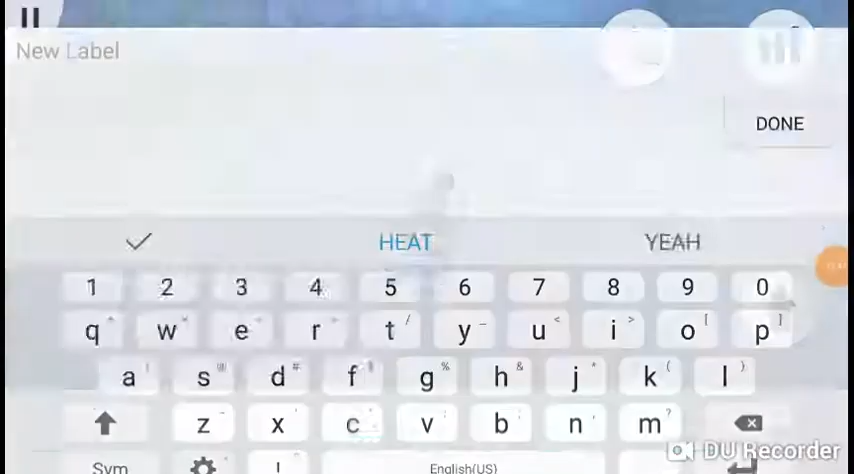 New Label
DONE
HEAT YEAH
1 2 3 4 5 6 7 8 9 0
q w e r t / y u < i > o [ p ]
a s d # f g % h & j k ( l )
z x c v b n m ?
Sym ! English(US)
DU Recorder